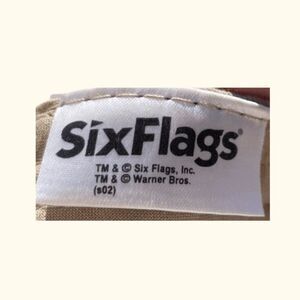 SixFlags®
TM & © Six Flags, Inc.
TM & © Warner Bros.
(s02)